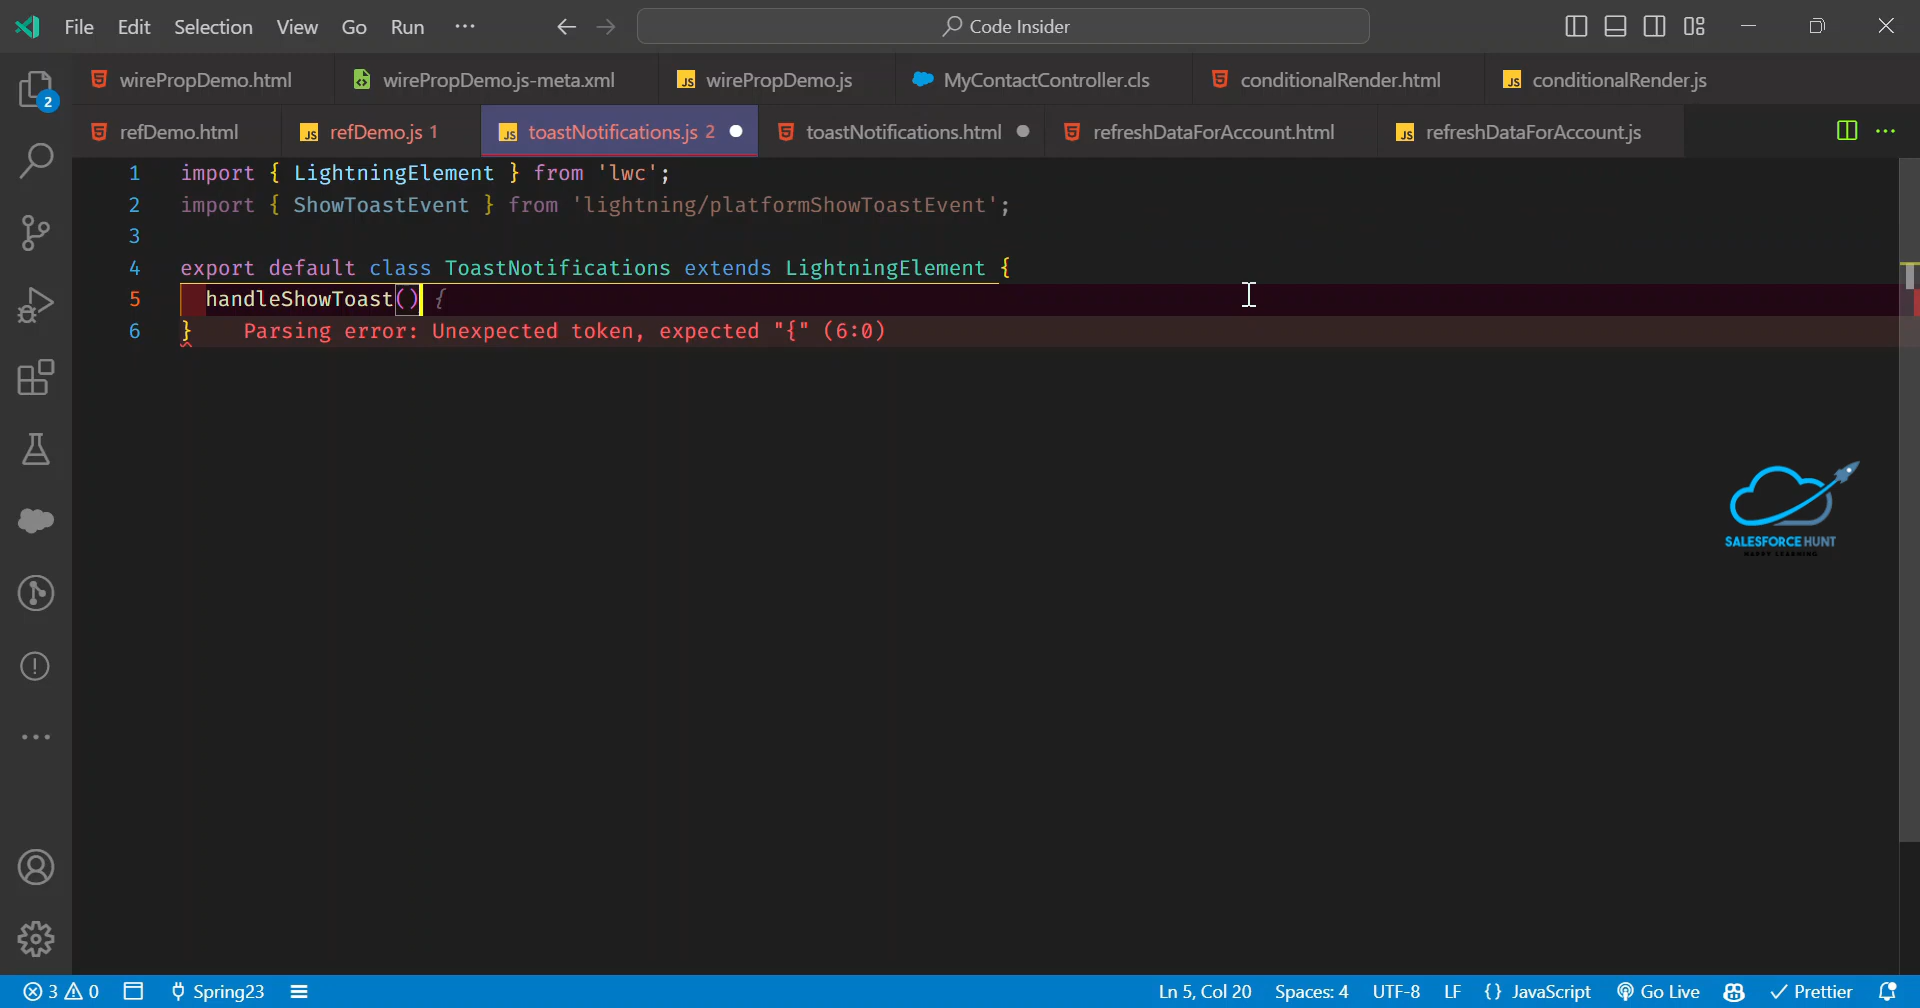 File Edit Selection View Go Run ··· Code Insider
wirePropDemo.html wirePropDemo.js-meta.xml wirePropDemo.js MyContactController.cls conditionalRender.html conditionalRender.js
refDemo.html refDemo.js 1 toastNotifications.js 2 toastNotifications.html refreshDataForAccount.html refreshDataForAccount.js
1 import { LightningElement } from 'lwc';
2 import { ShowToastEvent } from 'lightning/platformShowToastEvent';
3
4 export default class ToastNotifications extends LightningElement {
5 handleShowToast() {
6 } Parsing error: Unexpected token, expected "{" (6:0)
2
SALESFORCE HUNT
HAPPY LEARNING
3 0 Spring23 Ln 5, Col 20 Spaces: 4 UTF-8 LF {} JavaScript Go Live Prettier